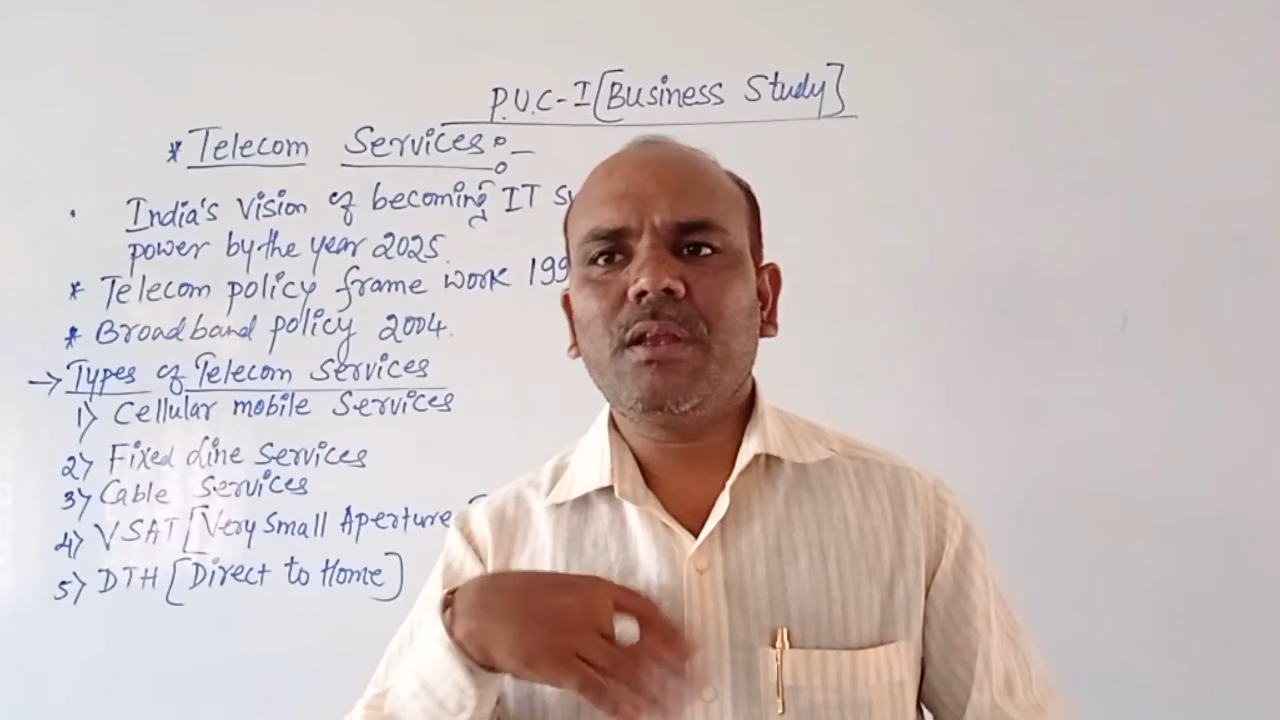 P.U.C-I [Business Study]
* Telecom Services:-
· India's vision of becoming IT
power by the year 2025.
* Telecom policy frame work 199
* Broadband policy 2004.
→ Types of Telecom Services
1) Cellular mobile Services
2) Fixed Line Services
3) Cable Services
4) VSAT [Very Small Aperture
5) DTH [Direct to Home]